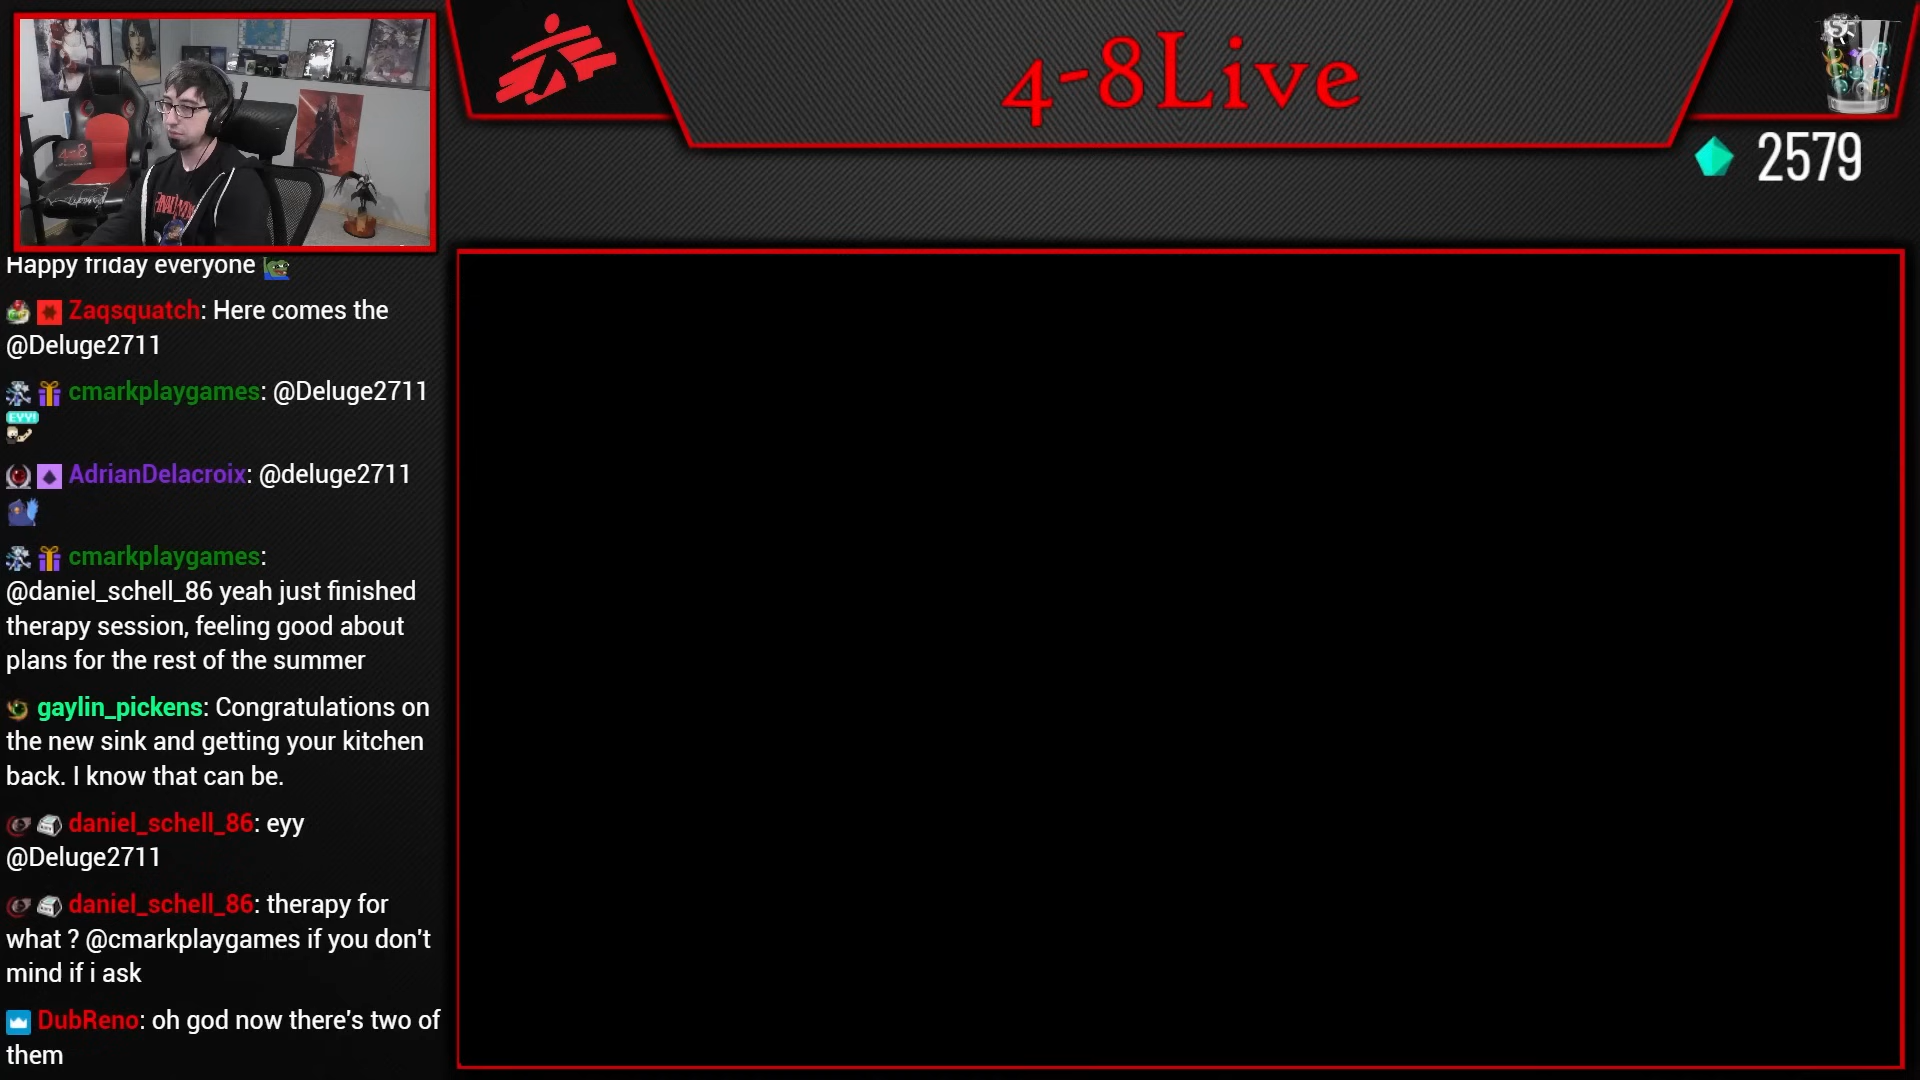 4-8Live
2579
4-8
Happy friday everyone
Zaqsquatch: Here comes the
@Deluge2711
cmarkplaygames: @Deluge2711
EYY!
AdrianDelacroix: @deluge2711
cmarkplaygames:
@daniel_schell_86 yeah just finished
therapy session, feeling good about
plans for the rest of the summer
gaylin_pickens: Congratulations on
the new sink and getting your kitchen
back. I know that can be.
daniel_schell_86: eyy
@Deluge2711
daniel_schell_86: therapy for
what ? @cmarkplaygames if you don't
mind if i ask
DubReno: oh god now there's two of
them